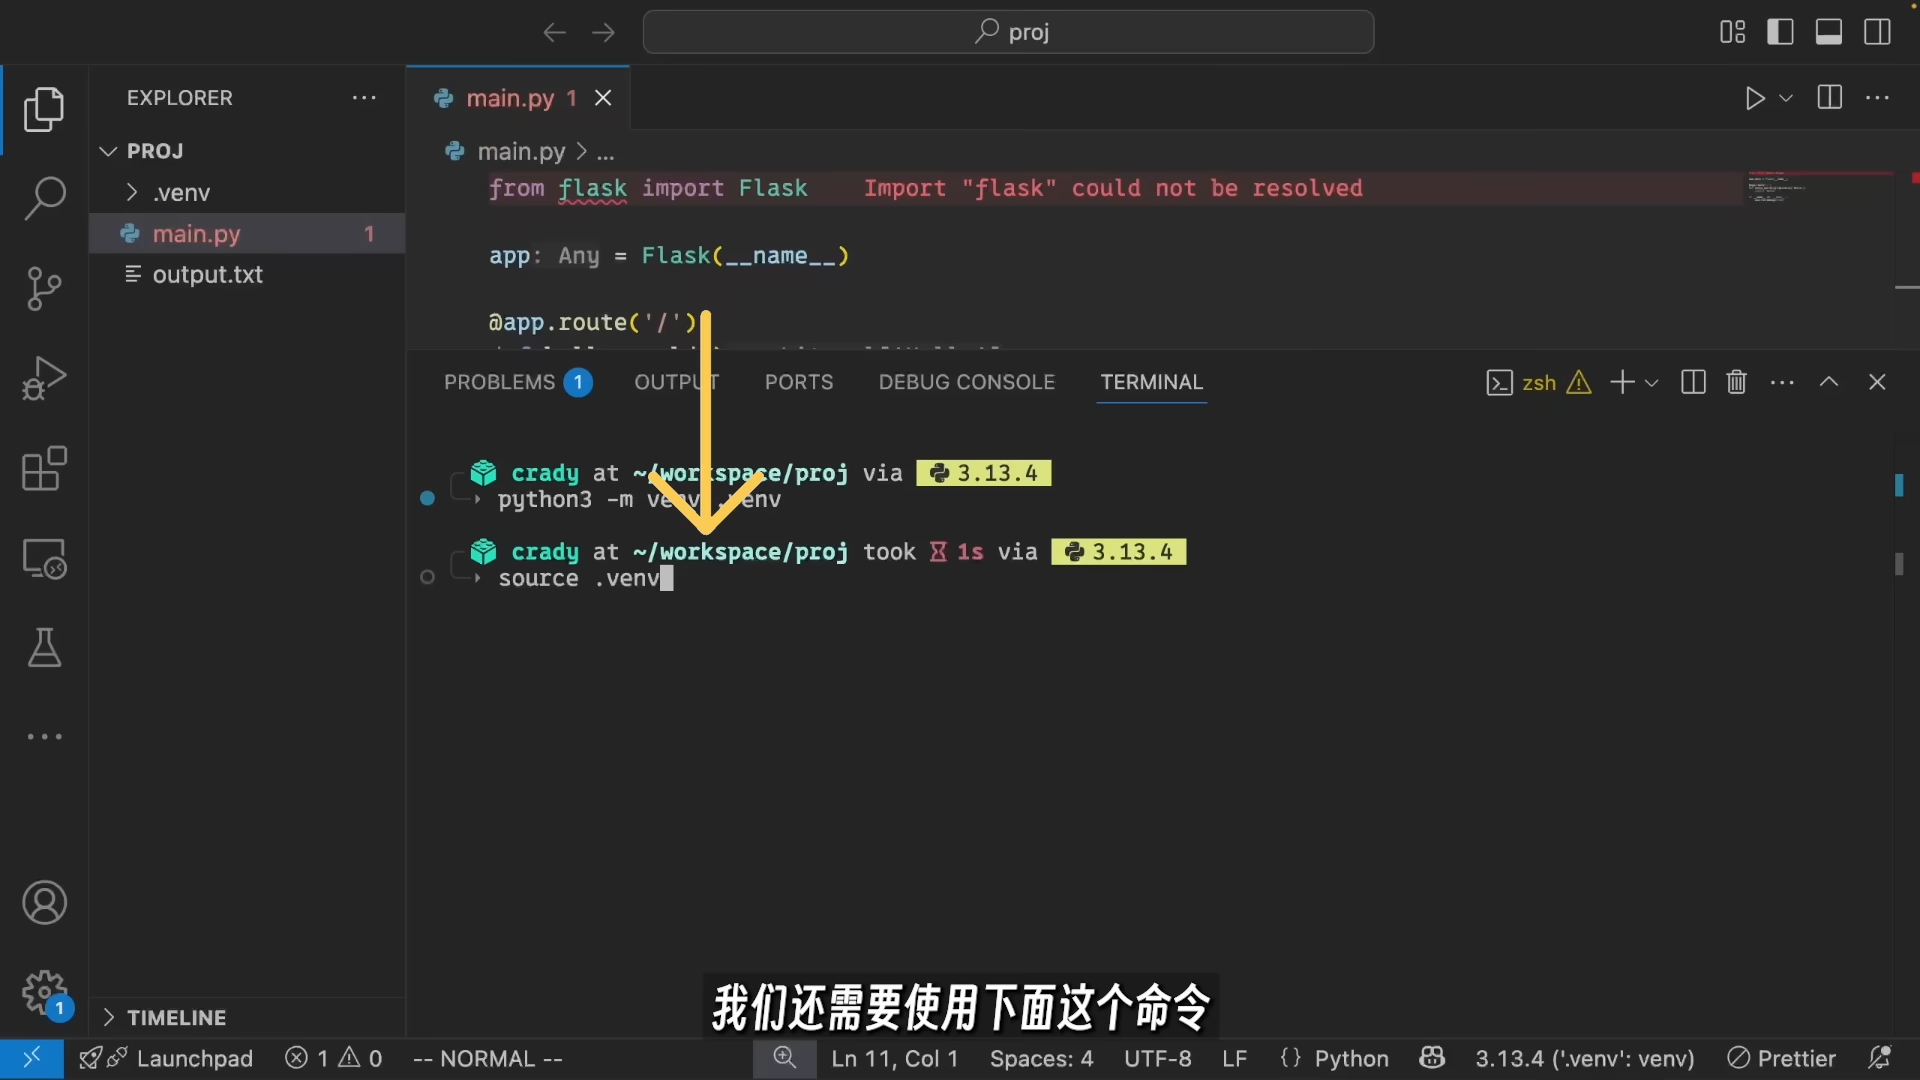 proj
EXPLORER
PROJ
.venv
main.py 1
output.txt
TIMELINE
main.py 1
main.py > ...
from flask import Flask Import "flask" could not be resolved
app: Any = Flask(__name__)
@app.route('/')
PROBLEMS 1 OUTPUT PORTS DEBUG CONSOLE TERMINAL
zsh
crady at ~/workspace/proj via 3.13.4
python3 -m venv .venv
crady at ~/workspace/proj took 1s via 3.13.4
source .venv
我们还需要使用下面这个命令
1
Launchpad 1 0 -- NORMAL -- Ln 11, Col 1 Spaces: 4 UTF-8 LF {} Python 3.13.4 ('.venv': venv) Prettier